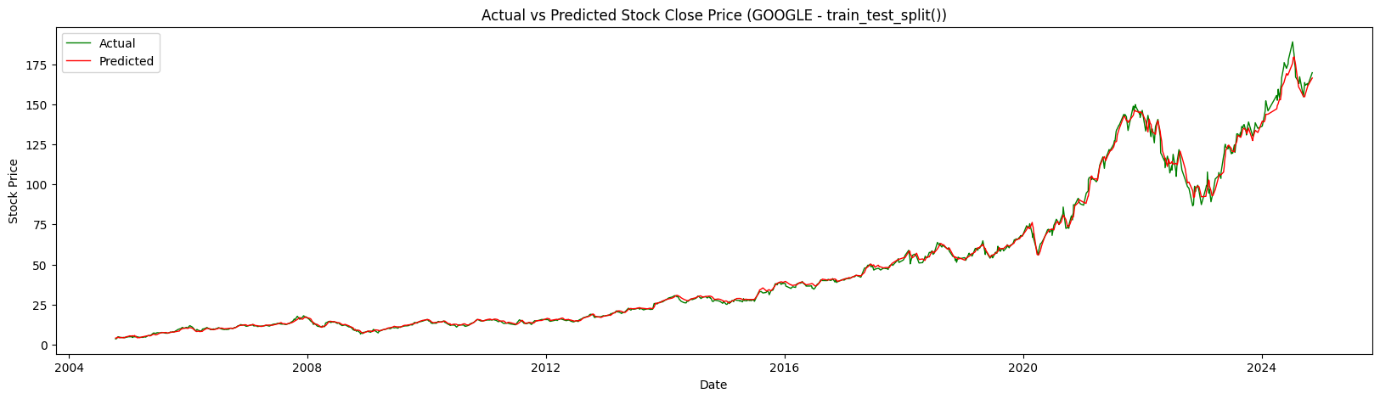 Actual vs Predicted Stock Close Price (GOOGLE - train_test_split())
Actual
Predicted
175
150
125
100
75
50
25
0
Stock Price
2004
2008
2012
2016
2020
2024
Date